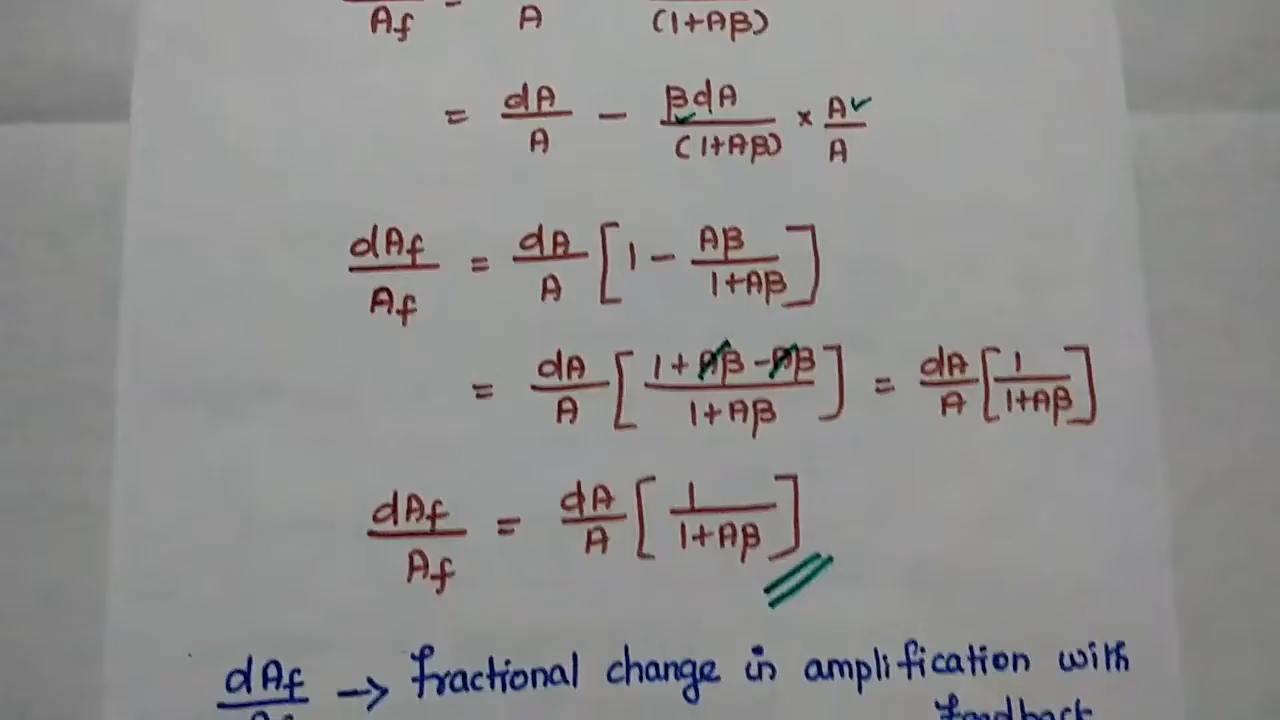 Af - A (1+Aβ)
= dA/A - βdA/(1+Aβ) × A/A
dAf/Af = dA/A [1 - Aβ/1+Aβ]
= dA/A [1+Aβ-Aβ/1+Aβ] = dA/A [1/1+Aβ]
dAf/Af = dA/A [1/1+Aβ]
dAf → fractional change in amplification with
feedback